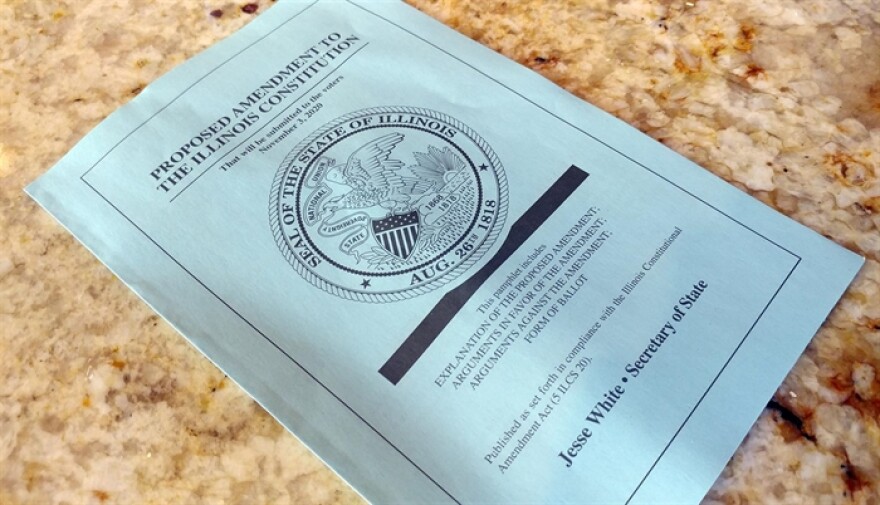 PROPOSED AMENDMENT TO
THE ILLINOIS CONSTITUTION
That will be submitted to the voters
November 3, 2020
SEAL OF THE STATE OF ILLINOIS
NATIONAL UNION
STATE SOVEREIGNTY
1868
1818
AUG. 26TH 1818
This pamphlet includes
EXPLANATION OF THE PROPOSED AMENDMENT;
ARGUMENTS IN FAVOR OF THE AMENDMENT;
ARGUMENTS AGAINST THE AMENDMENT;
FORM OF BALLOT
Published as set forth in compliance with the Illinois Constitutional
Amendment Act (5 ILCS 20).
Jesse White • Secretary of State